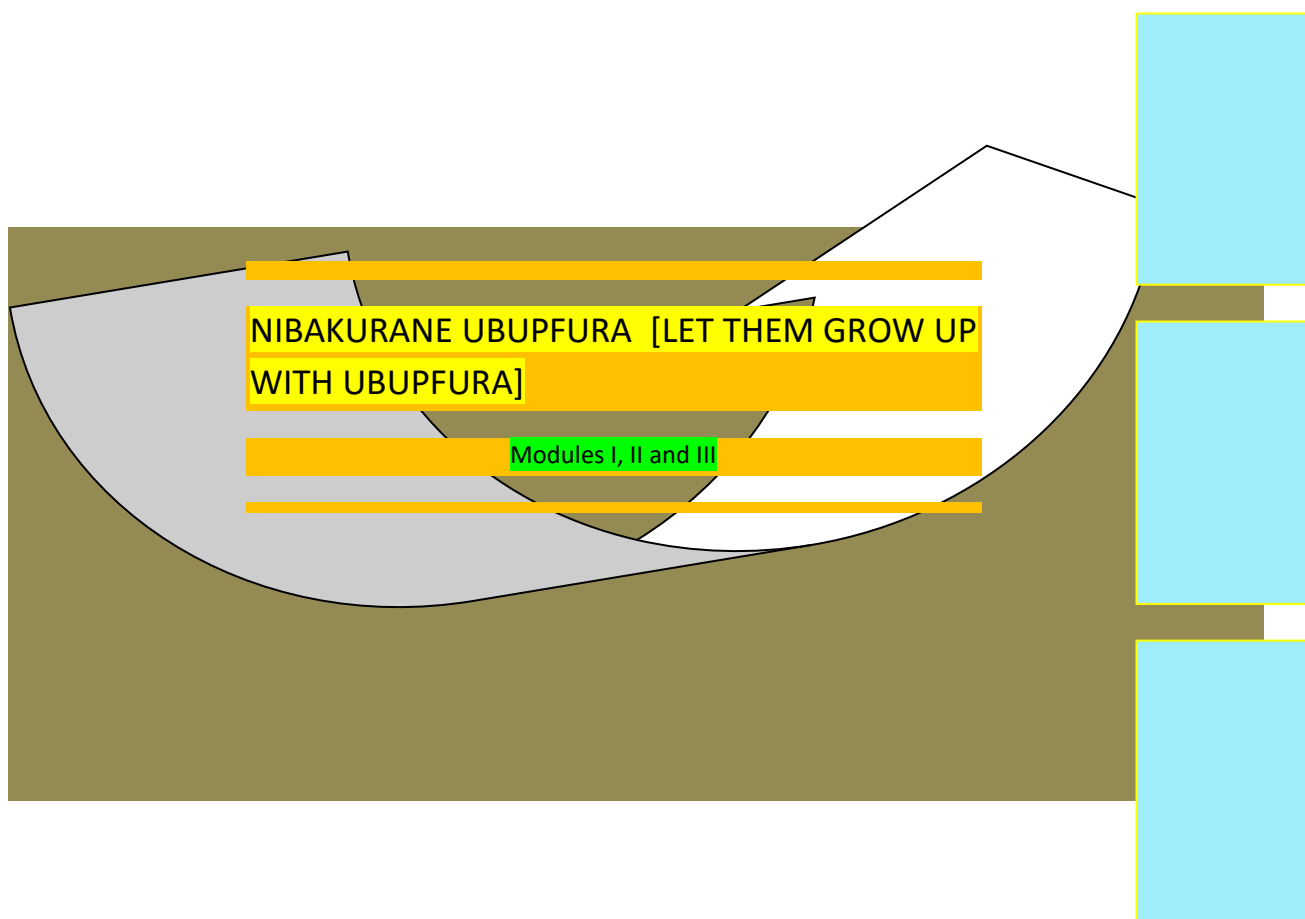 NIBAKURANE UBUPFURA  [LET THEM GROW UP
WITH UBUPFURA]
Modules I, II and III